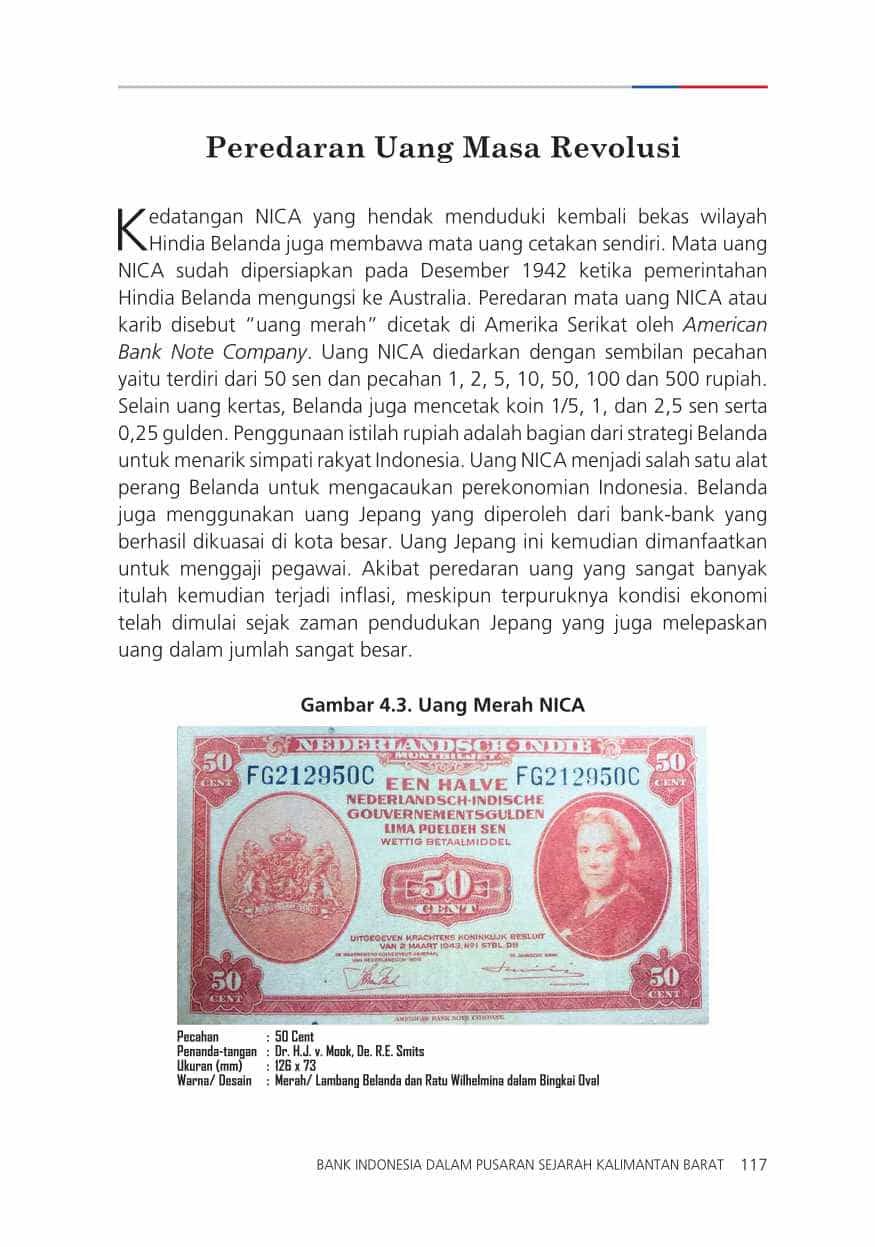 Peredaran Uang Masa Revolusi
Kedatangan NICA yang hendak menduduki kembali bekas wilayah
Hindia Belanda juga membawa mata uang cetakan sendiri. Mata uang
NICA sudah dipersiapkan pada Desember 1942 ketika pemerintahan
Hindia Belanda mengungsi ke Australia. Peredaran mata uang NICA atau
karib disebut “uang merah” dicetak di Amerika Serikat oleh American
Bank Note Company. Uang NICA diedarkan dengan sembilan pecahan
yaitu terdiri dari 50 sen dan pecahan 1, 2, 5, 10, 50, 100 dan 500 rupiah.
Selain uang kertas, Belanda juga mencetak koin 1/5, 1, dan 2,5 sen serta
0,25 gulden. Penggunaan istilah rupiah adalah bagian dari strategi Belanda
untuk menarik simpati rakyat Indonesia. Uang NICA menjadi salah satu alat
perang Belanda untuk mengacaukan perekonomian Indonesia. Belanda
juga menggunakan uang Jepang yang diperoleh dari bank-bank yang
berhasil dikuasai di kota besar. Uang Jepang ini kemudian dimanfaatkan
untuk menggaji pegawai. Akibat peredaran uang yang sangat banyak
itulah kemudian terjadi inflasi, meskipun terpuruknya kondisi ekonomi
telah dimulai sejak zaman pendudukan Jepang yang juga melepaskan
uang dalam jumlah sangat besar.
Gambar 4.3. Uang Merah NICA
NEDERLANDSCH-INDIE
MUNTBILJET
50 CENT
50 CENT
FG212950C
FG212950C
EEN HALVE
NEDERLANDSCH-INDISCHE
GOUVERNEMENTSGULDEN
LIMA POELOEH SEN
WETTIG BETAALMIDDEL
50
CENT
UITGEGEVEN KRACHTENS KONINKLIJK BESLUIT
VAN 2 MAART 1943, Nº1 STBL. D II
DE JAVASCHE BANK
VAN NEDERLANDSCH-INDIE
50 CENT
50 CENT
AMERICAN BANK NOTE COMPANY.
Pecahan : 50 Cent
Penanda-tangan : Dr. H.J. v. Mook, De. R.E. Smits
Ukuran (mm) : 126 x 73
Warna/ Desain : Merah/ Lambang Belanda dan Ratu Wilhelmina dalam Bingkai Oval
BANK INDONESIA DALAM PUSARAN SEJARAH KALIMANTAN BARAT 117